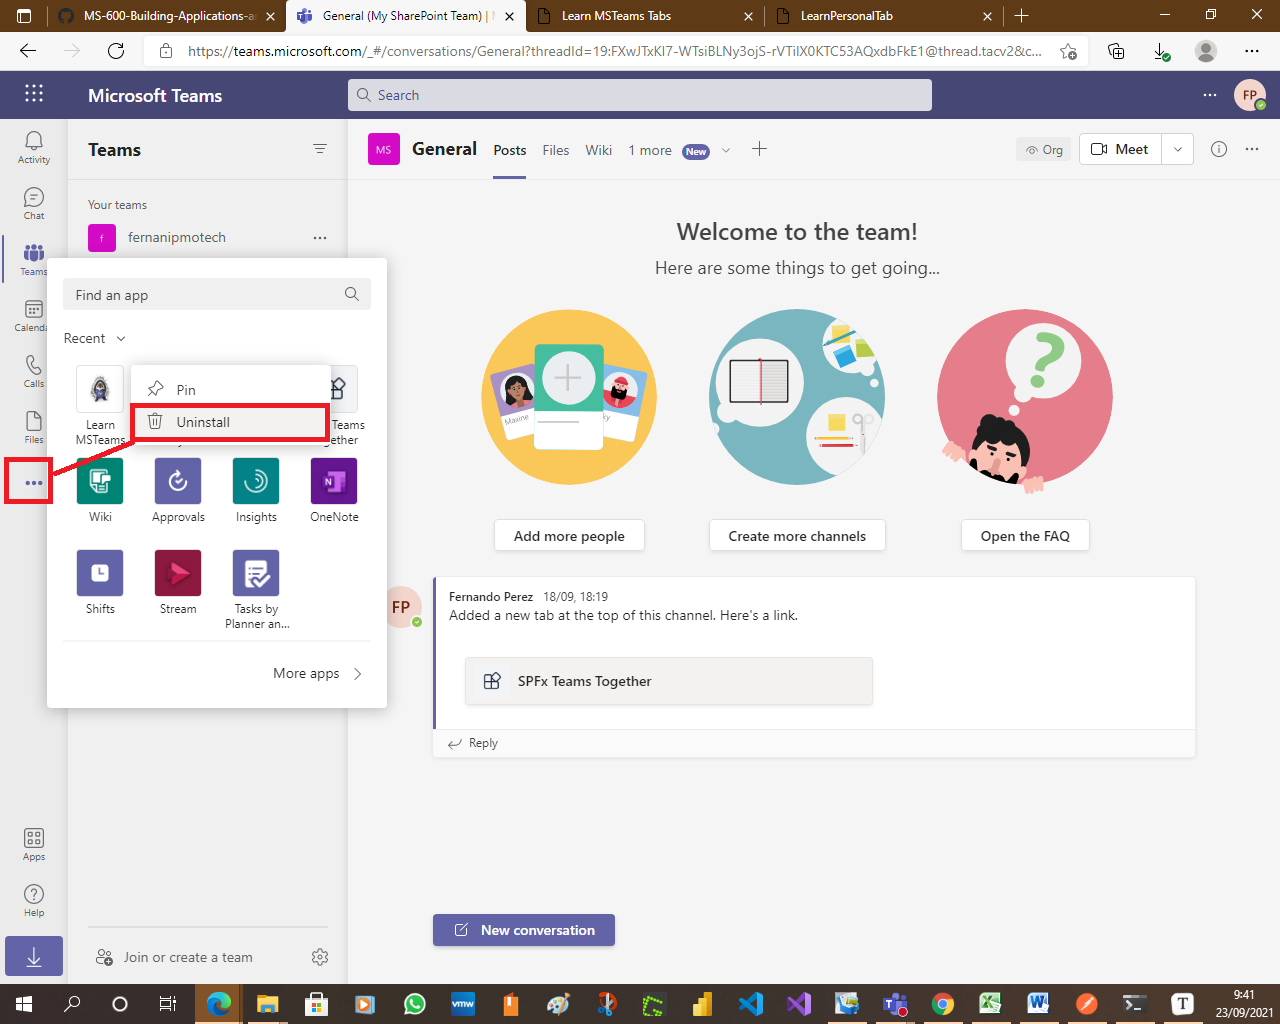 MS-600-Building-Applications-a
General (My SharePoint Team) |
Learn MSTeams Tabs
LearnPersonalTab
https://teams.microsoft.com/_#/conversations/General?threadId=19:FXwJTxKI7-WTsiBLNy3ojS-rVTiIX0KTC53AQxdbFkE1@thread.tacv2&c...
Microsoft Teams
Search
FP
Activity
Chat
Teams
Calenda
Calls
Files
Apps
Help
Teams
Your teams
f
fernanipmotech
Find an app
Recent
Pin
Uninstall
Learn
MSTeams
Teams
ether
Wiki
Approvals
Insights
OneNote
N
Shifts
Stream
Tasks by
Planner an...
More apps
Join or create a team
MS
General
Posts
Files
Wiki
1 more
New
Org
Meet
Welcome to the team!
Here are some things to get going...
Maxine
ky
?
Add more people
Create more channels
Open the FAQ
FP
Fernando Perez 18/09, 18:19
Added a new tab at the top of this channel. Here's a link.
SPFx Teams Together
Reply
New conversation
vmw
T
9:41
23/09/2021